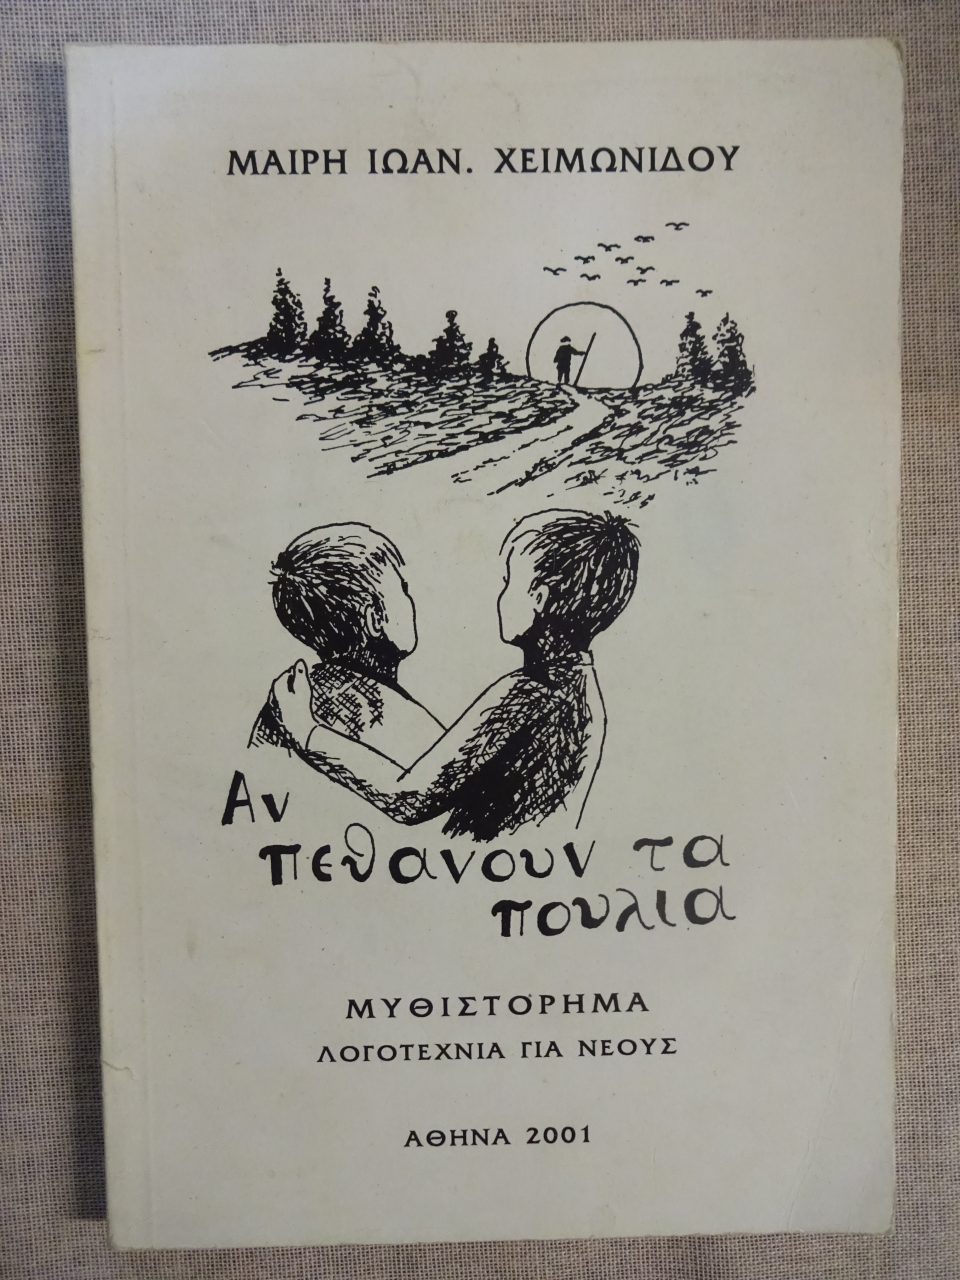 ΜΑΙΡΗ ΙΩΑΝ. ΧΕΙΜΩΝΙΔΟΥ
Αν
πεθανουν τα
πουλια
ΜΥΘΙΣΤΟΡΗΜΑ
ΛΟΓΟΤΕΧΝΙΑ ΓΙΑ ΝΕΟΥΣ
ΑΘΗΝΑ 2001